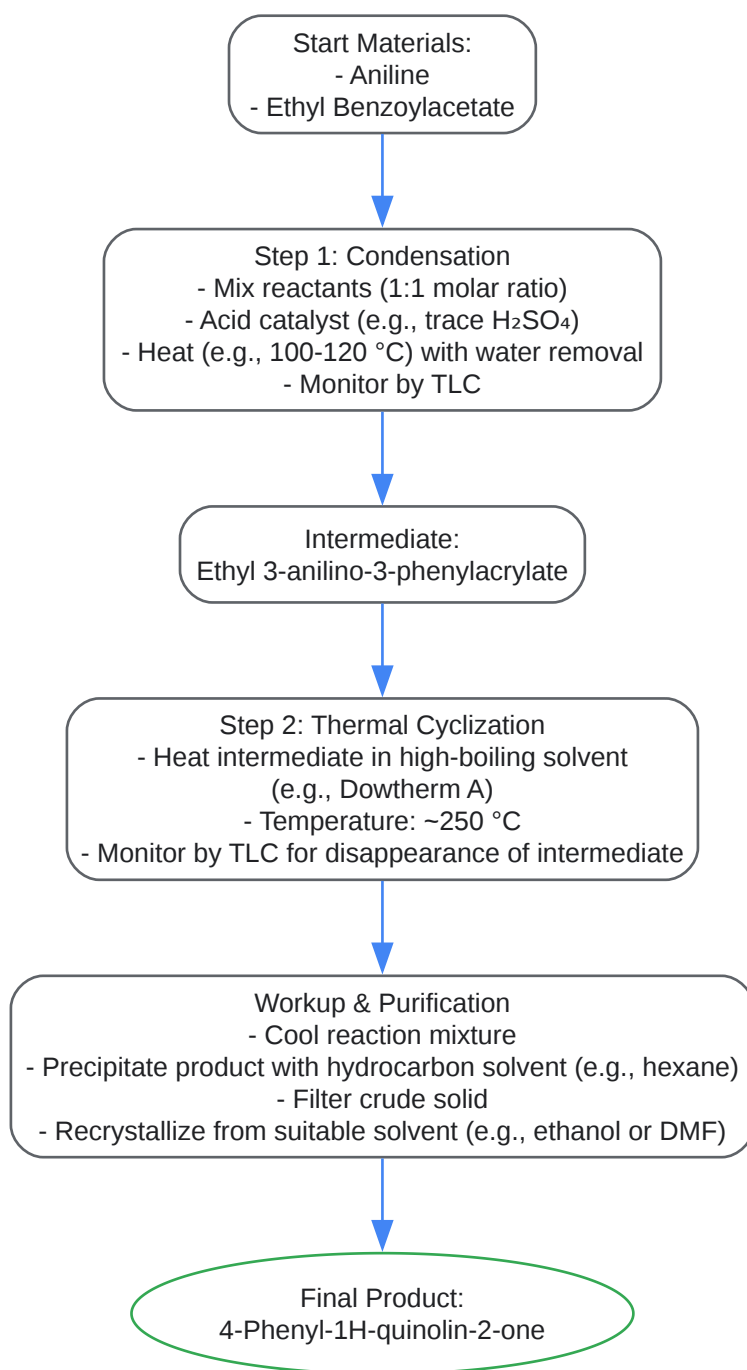 Start Materials:
- Aniline
- Ethyl Benzoylacetate
Step 1: Condensation
- Mix reactants (1:1 molar ratio)
- Acid catalyst (e.g., trace H₂SO₄)
- Heat (e.g., 100-120 °C) with water removal
- Monitor by TLC
Intermediate:
Ethyl 3-anilino-3-phenylacrylate
Step 2: Thermal Cyclization
- Heat intermediate in high-boiling solvent
(e.g., Dowtherm A)
- Temperature: ~250 °C
- Monitor by TLC for disappearance of intermediate
Workup & Purification
- Cool reaction mixture
- Precipitate product with hydrocarbon solvent (e.g., hexane)
- Filter crude solid
- Recrystallize from suitable solvent (e.g., ethanol or DMF)
Final Product:
4-Phenyl-1H-quinolin-2-one